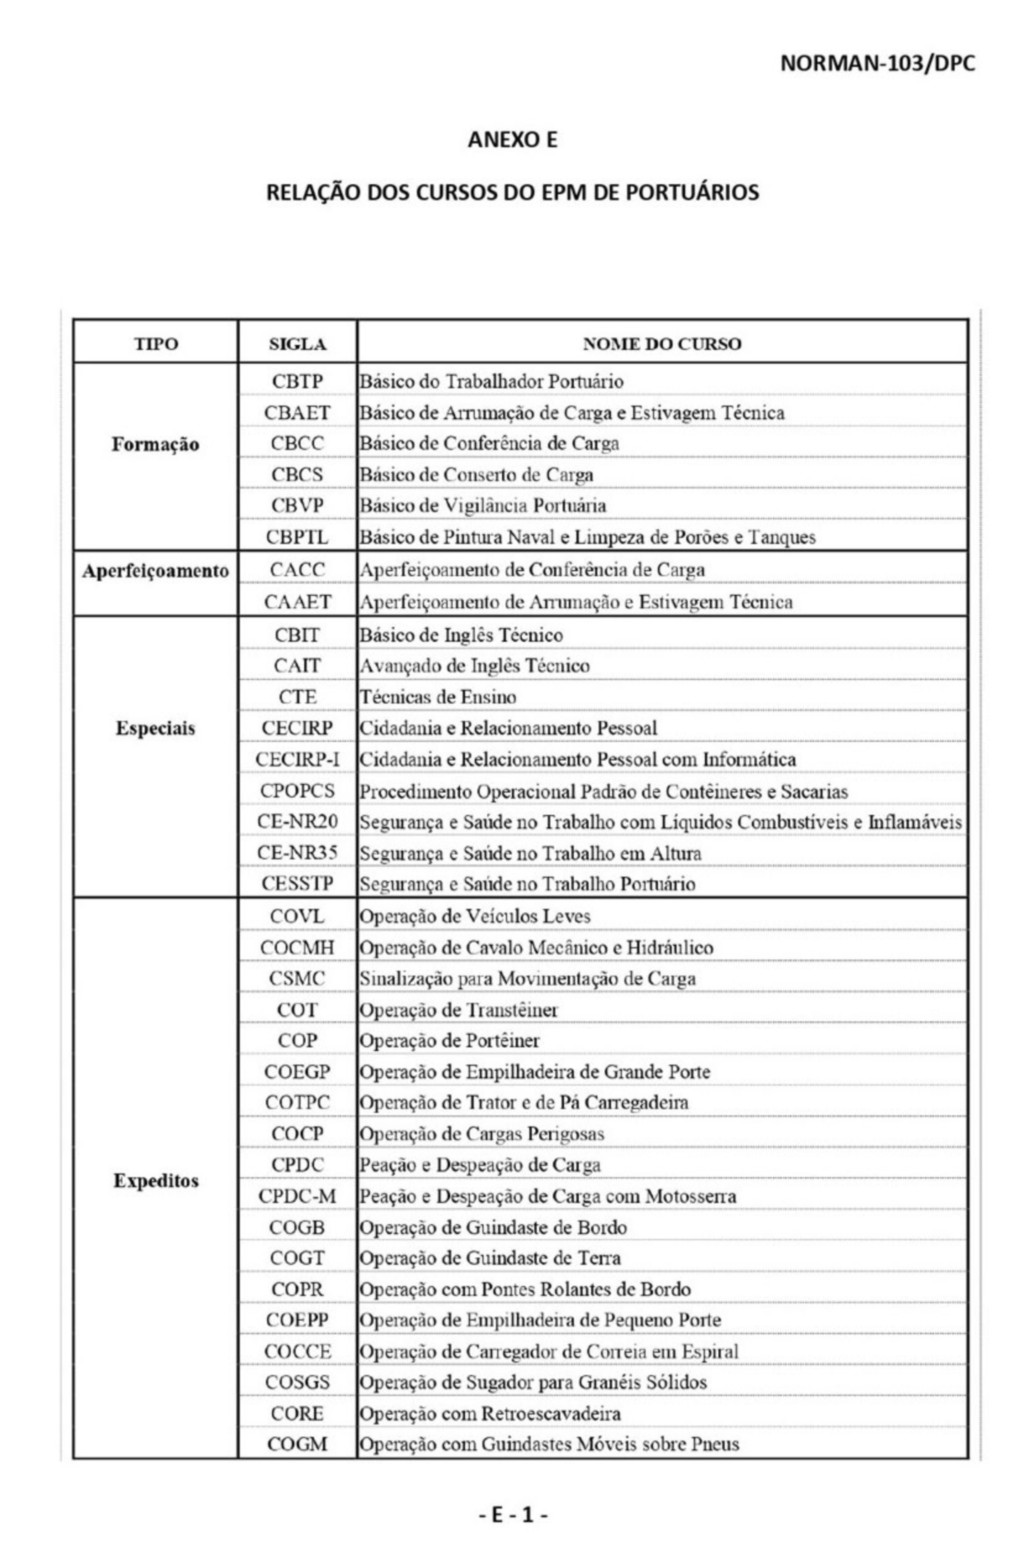 NORMAN-103/DPC
ANEXO E
RELAÇÃO DOS CURSOS DO EPM DE PORTUÁRIOS
TIPO SIGLA NOME DO CURSO
Formação
CBTP Básico do Trabalhador Portuário
CBAET Básico de Arrumação de Carga e Estivagem Técnica
CBCC Básico de Conferência de Carga
CBCS Básico de Conserto de Carga
CBVP Básico de Vigilância Portuária
CBPTL Básico de Pintura Naval e Limpeza de Porões e Tanques
Aperfeiçoamento
CACC Aperfeiçoamento de Conferência de Carga
CAAET Aperfeiçoamento de Arrumação e Estivagem Técnica
Especiais
CBIT Básico de Inglês Técnico
CAIT Avançado de Inglês Técnico
CTE Técnicas de Ensino
CECIRP Cidadania e Relacionamento Pessoal
CECIRP-I Cidadania e Relacionamento Pessoal com Informática
CPOPCS Procedimento Operacional Padrão de Contêineres e Sacarias
CE-NR20 Segurança e Saúde no Trabalho com Líquidos Combustíveis e Inflamáveis
CE-NR35 Segurança e Saúde no Trabalho em Altura
CESSTP Segurança e Saúde no Trabalho Portuário
Expeditos
COVL Operação de Veículos Leves
COCMH Operação de Cavalo Mecânico e Hidráulico
CSMC Sinalização para Movimentação de Carga
COT Operação de Transtêiner
COP Operação de Portêiner
COEGP Operação de Empilhadeira de Grande Porte
COTPC Operação de Trator e de Pá Carregadeira
COCP Operação de Cargas Perigosas
CPDC Peação e Despeação de Carga
CPDC-M Peação e Despeação de Carga com Motosserra
COGB Operação de Guindaste de Bordo
COGT Operação de Guindaste de Terra
COPR Operação com Pontes Rolantes de Bordo
COEPP Operação de Empilhadeira de Pequeno Porte
COCCE Operação de Carregador de Correia em Espiral
COSGS Operação de Sugador para Granéis Sólidos
CORE Operação com Retroescavadeira
COGM Operação com Guindastes Móveis sobre Pneus
- E - 1 -